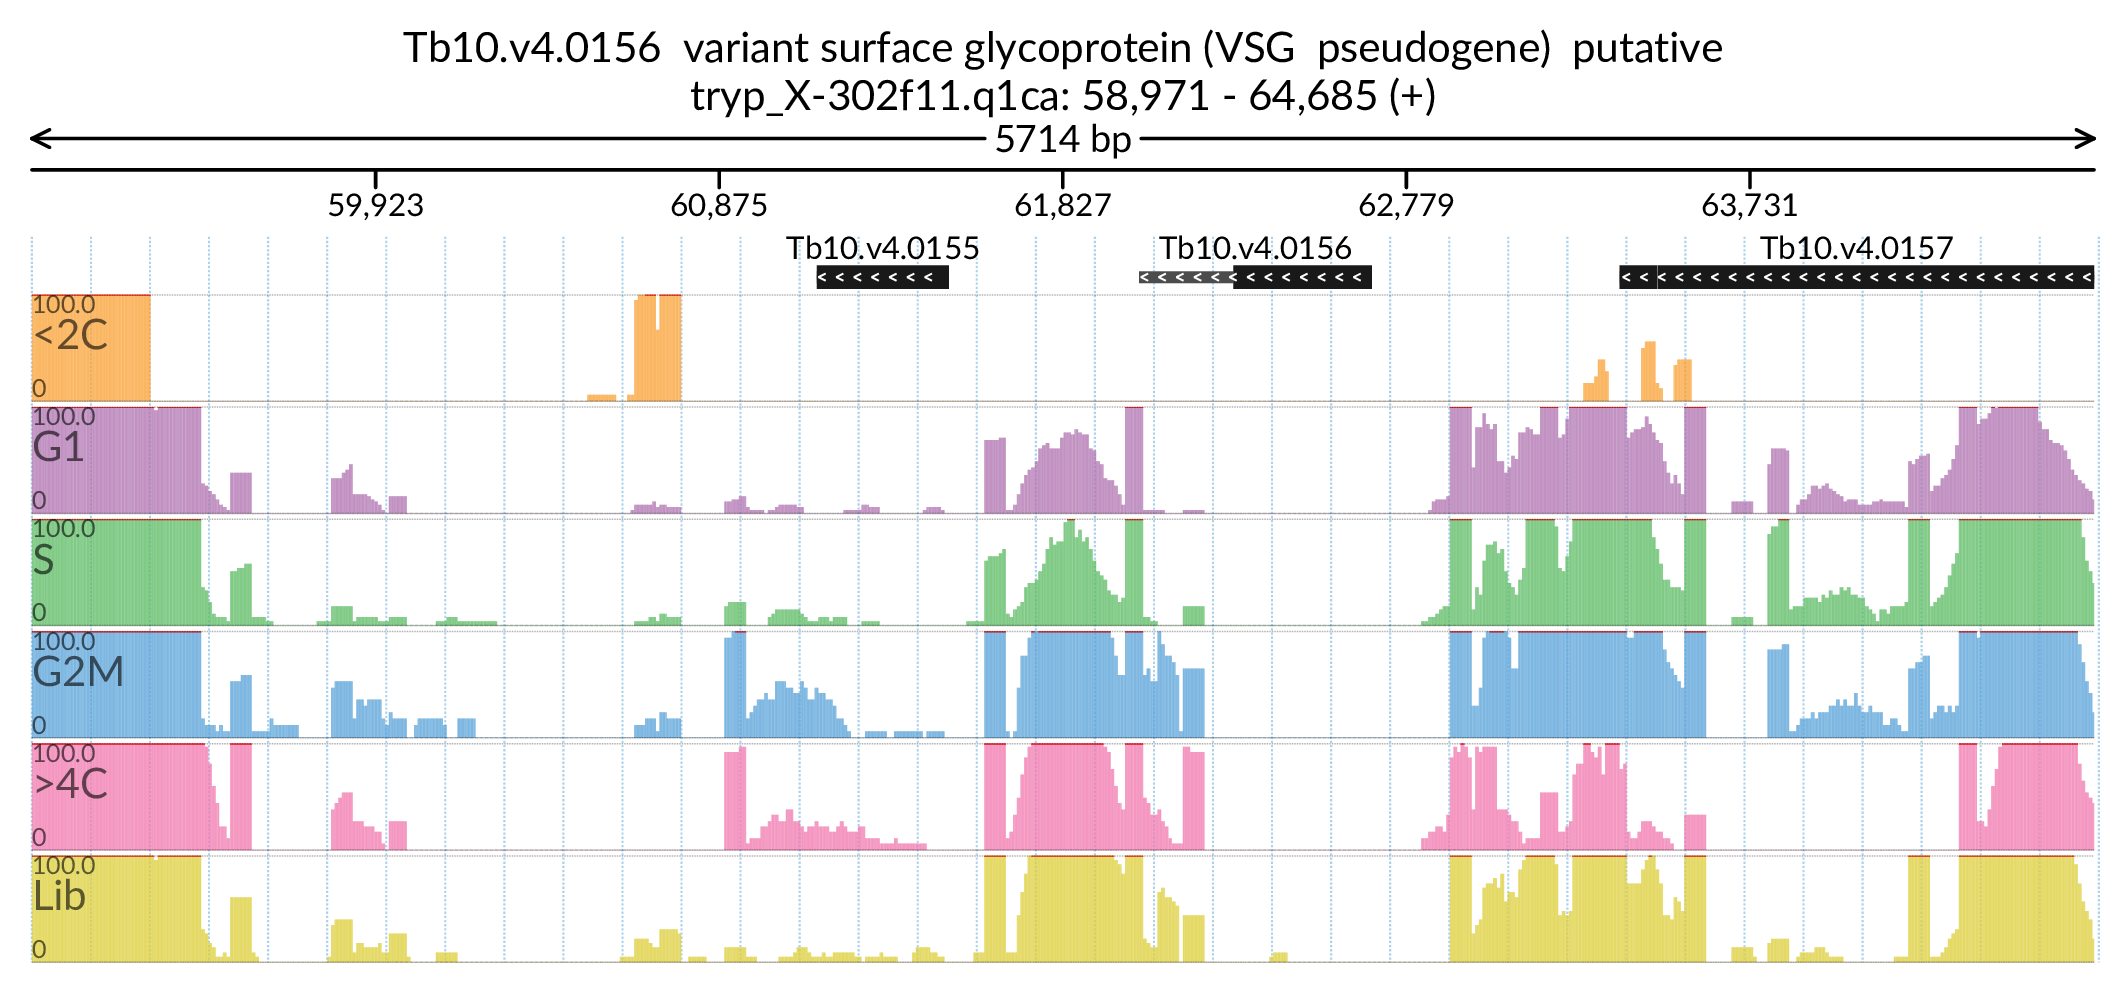 Tb10.v4.0156 variant surface glycoprotein (VSG pseudogene) putative
tryp_X-302f11.q1ca: 58,971 - 64,685 (+)
5714 bp
59,923 60,875 61,827 62,779 63,731
Tb10.v4.0155 Tb10.v4.0156 Tb10.v4.0157
100.0
<2C
0
100.0
G1
0
100.0
S
0
100.0
G2M
0
100.0
>4C
0
100.0
Lib
0